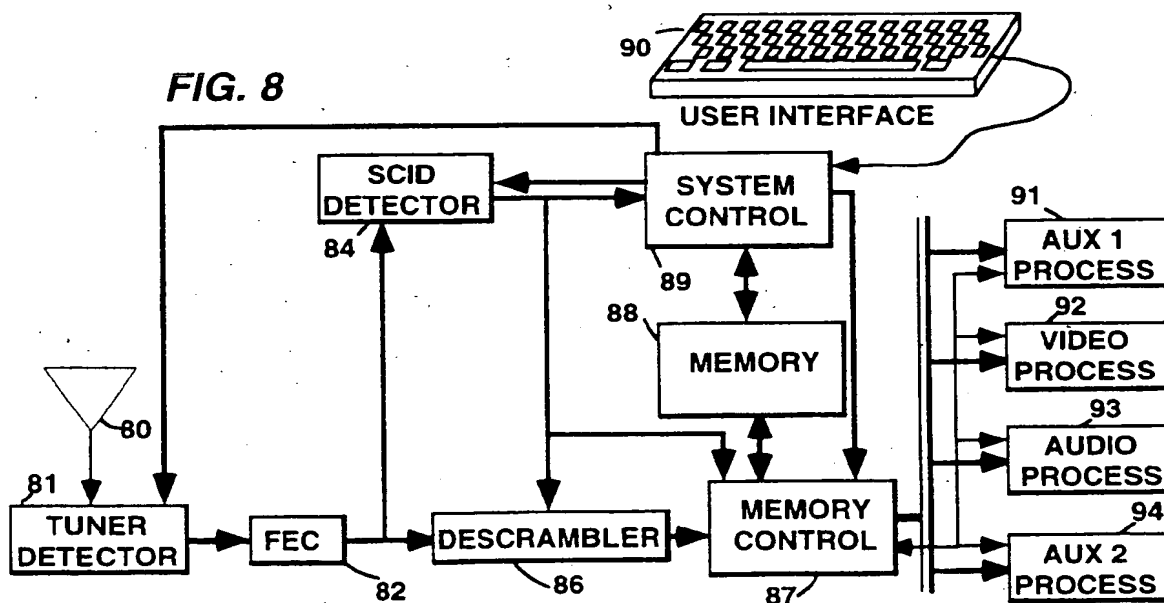 FIG. 8
90
USER INTERFACE
SCID
DETECTOR
84
SYSTEM
CONTROL
89
91
AUX 1
PROCESS
88
MEMORY
92
VIDEO
PROCESS
80
93
AUDIO
PROCESS
81
TUNER
DETECTOR
FEC
82
DESCRAMBLER
86
MEMORY
CONTROL
87
94
AUX 2
PROCESS